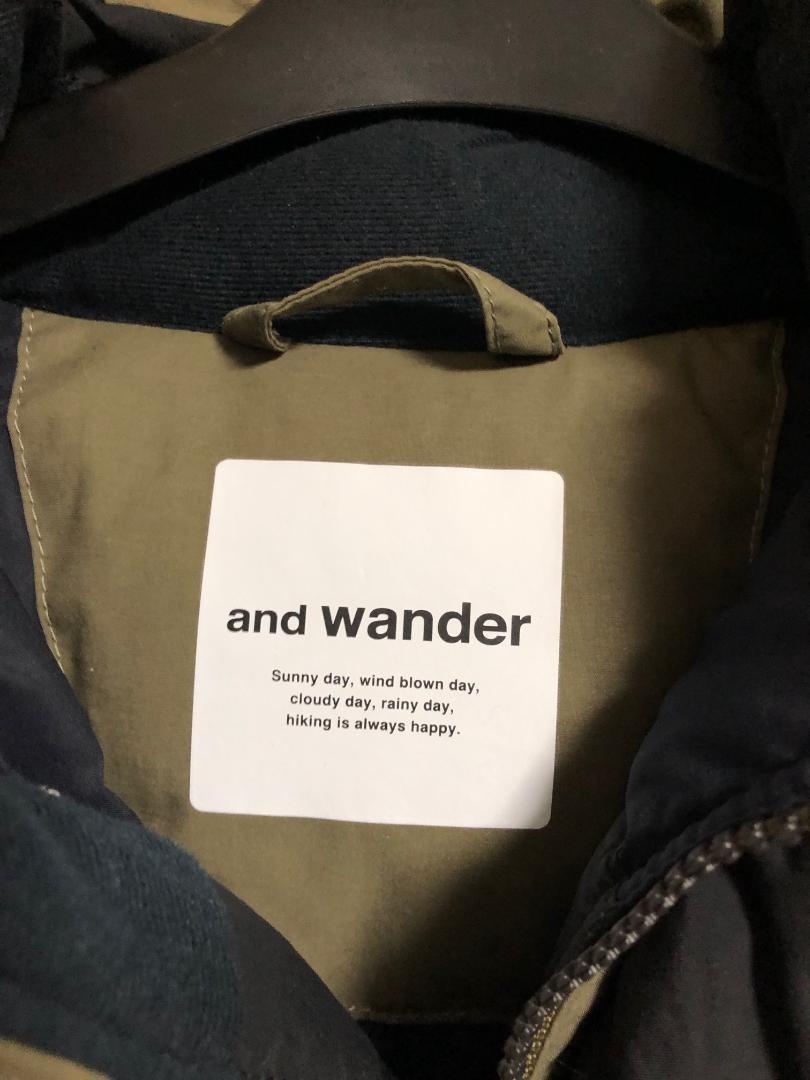 and wander
Sunny day, wind blown day,
cloudy day, rainy day,
hiking is always happy.